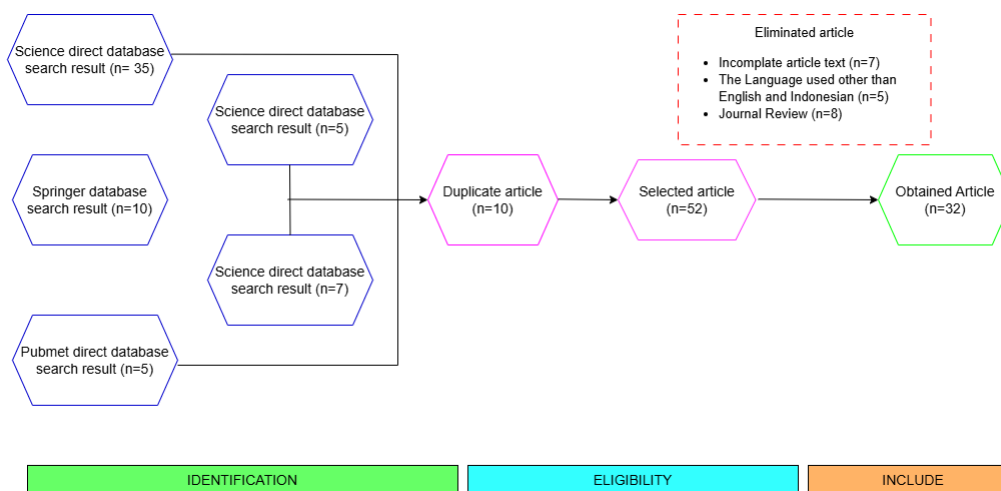 Science direct database
search result (n= 35)
Springer database
search result (n=10)
Pubmet direct database
search result (n=5)
Science direct database
search result (n=5)
Science direct database
search result (n=7)
Duplicate article
(n=10)
Selected article
(n=52)
Eliminated article
• Incomplate article text (n=7)
• The Language used other than
English and Indonesian (n=5)
• Journal Review (n=8)
Obtained Article
(n=32)
IDENTIFICATION
ELIGIBILITY
INCLUDE